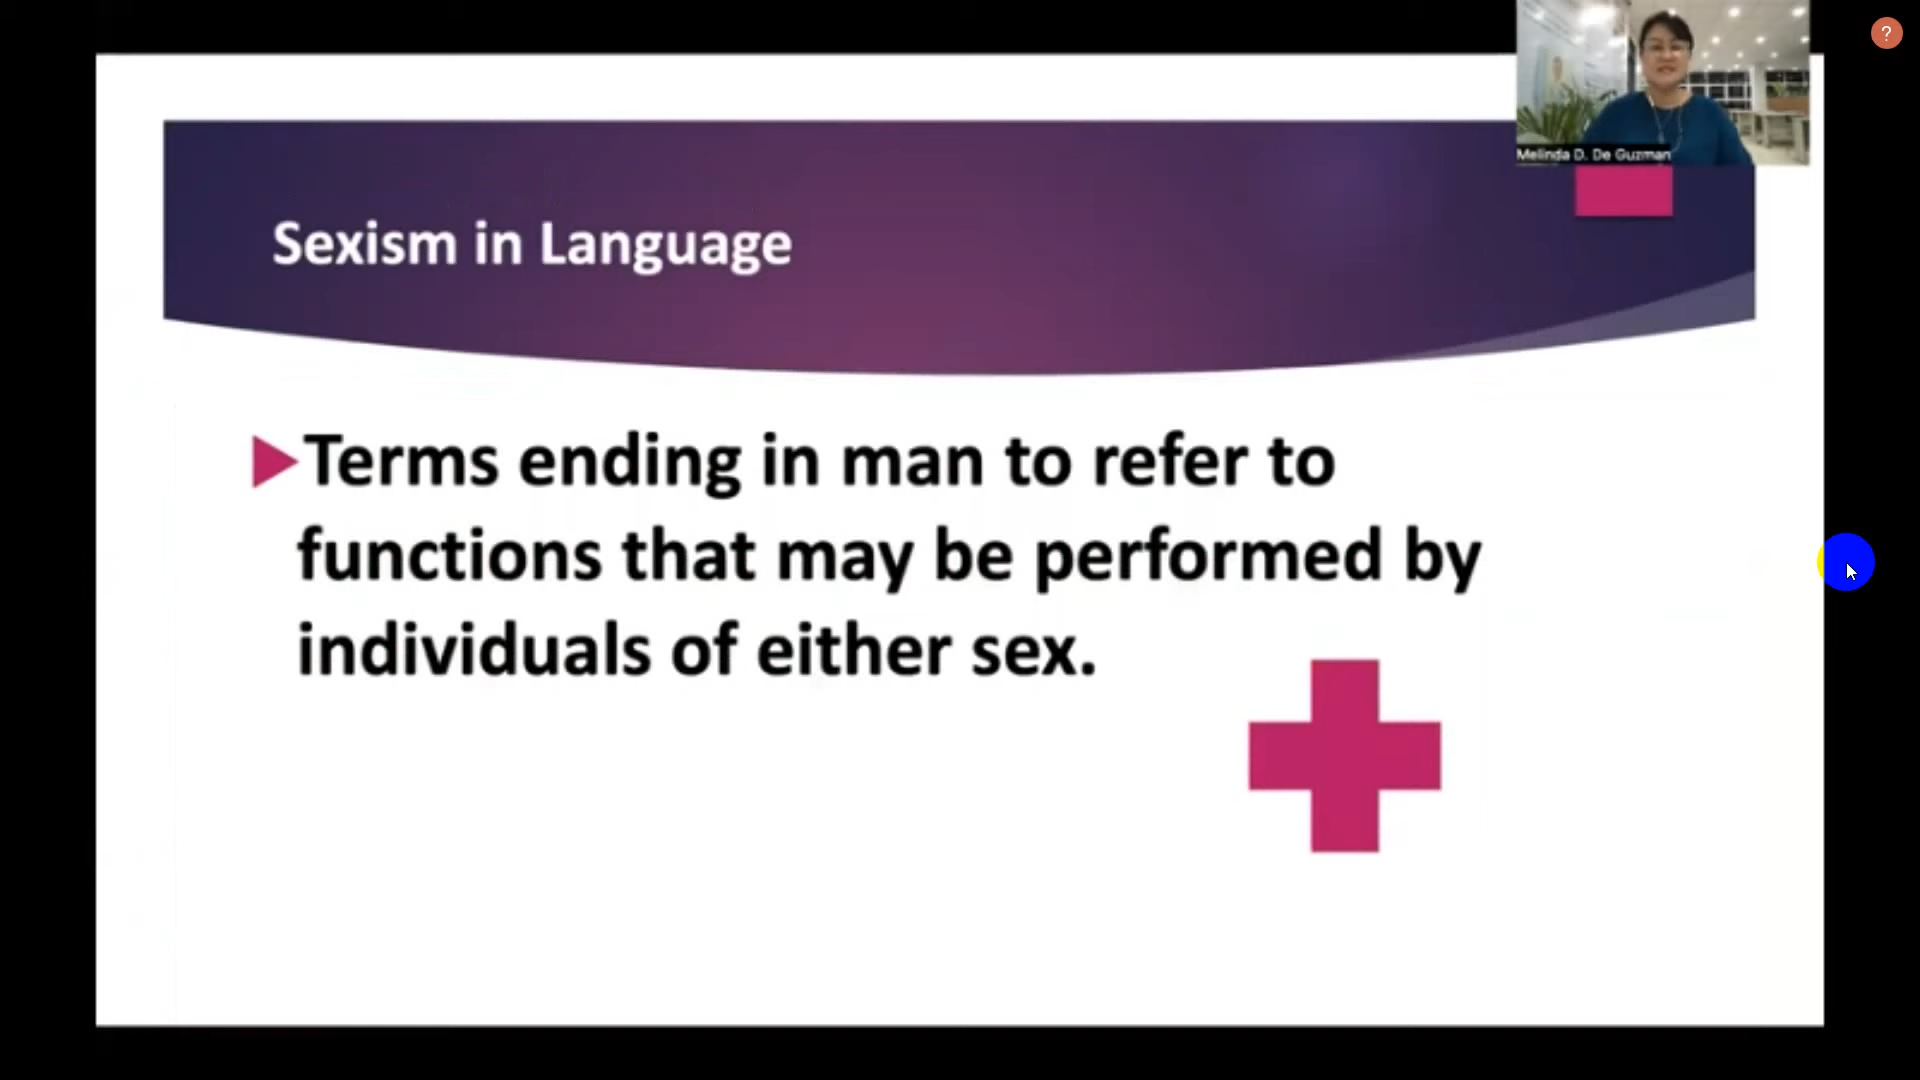 Melinda D. De Guzman
?
Sexism in Language
Terms ending in man to refer to
functions that may be performed by
individuals of either sex.